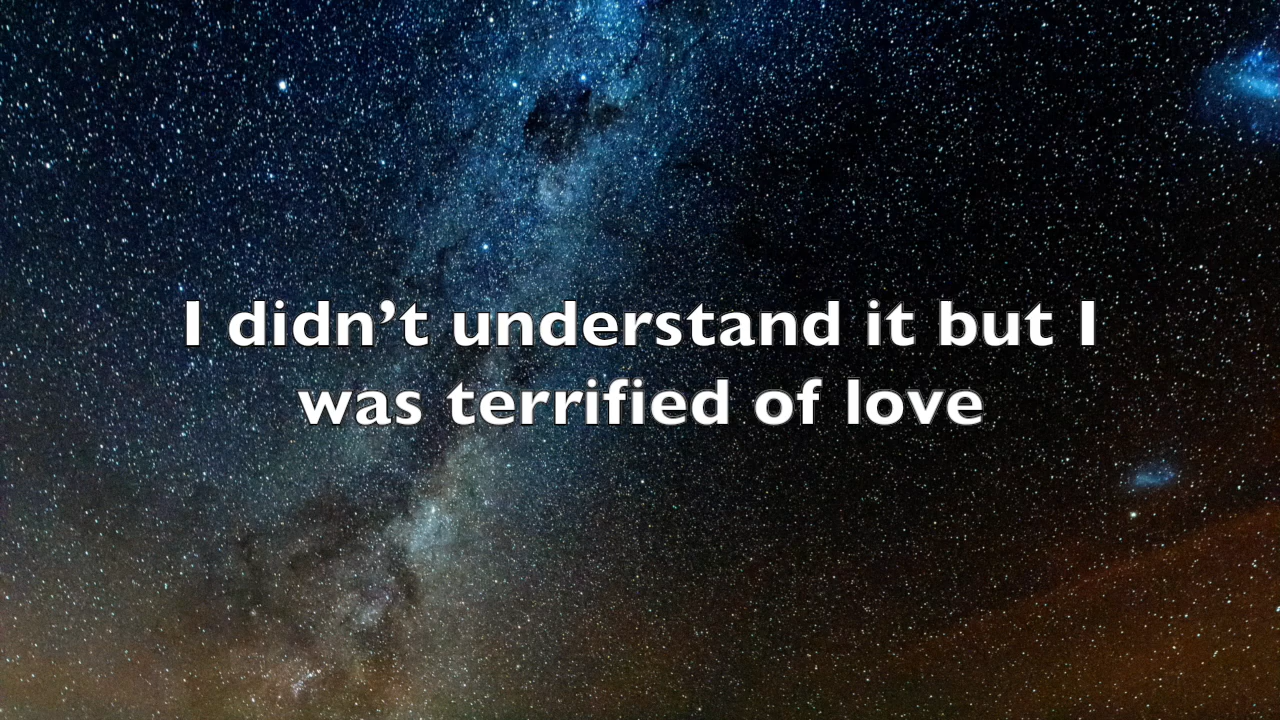 I didn’t understand it but I
was terrified of love